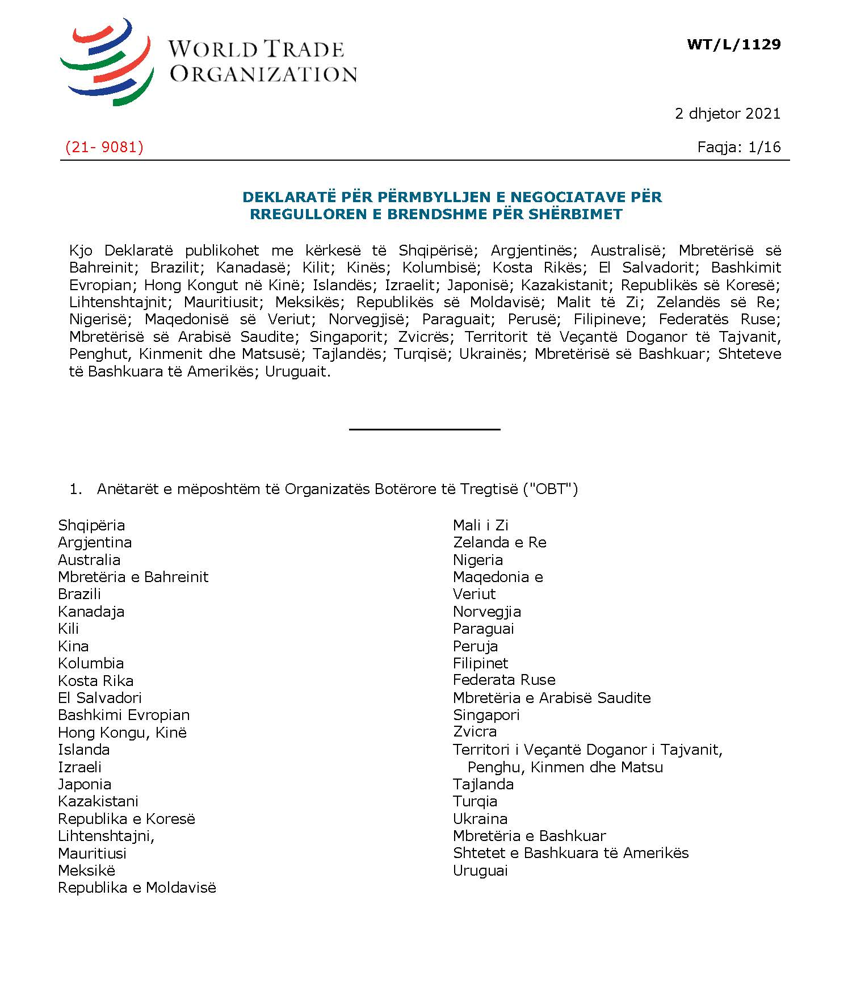 WORLD TRADE
ORGANIZATION
WT/L/1129
2 dhjetor 2021
(21- 9081)
Faqja: 1/16
DEKLARATË PËR PËRMBYLLJEN E NEGOCIATAVE PËR
RREGULLOREN E BRENDSHME PËR SHËRBIMET
Kjo Deklaratë publikohet me kërkesë të Shqipërisë; Argjentinës; Australisë; Mbretërisë së
Bahreinit; Brazilit; Kanadasë; Kilit; Kinës; Kolumbisë; Kosta Rikës; El Salvadorit; Bashkimit
Evropian; Hong Kongut në Kinë; Islandës; Izraelit; Japonisë; Kazakistanit; Republikës së Koresë;
Lihtenshtajnit; Mauritiusit; Meksikës; Republikës së Moldavisë; Malit të Zi; Zelandës së Re;
Nigerisë; Maqedonisë së Veriut; Norvegjisë; Paraguait; Perusë; Filipineve; Federatës Ruse;
Mbretërisë së Arabisë Saudite; Singaporit; Zvicrës; Territorit të Veçantë Doganor të Tajvanit,
Penghut, Kinmenit dhe Matsusë; Tajlandës; Turqisë; Ukrainës; Mbretërisë së Bashkuar; Shteteve
të Bashkuara të Amerikës; Uruguait.
1. Anëtarët e mëposhtëm të Organizatës Botërore të Tregtisë ("OBT")
Shqipëria
Argjentina
Australia
Mbretëria e Bahreinit
Brazili
Kanadaja
Kili
Kina
Kolumbia
Kosta Rika
El Salvadori
Bashkimi Evropian
Hong Kongu, Kinë
Islanda
Izraeli
Japonia
Kazakistani
Republika e Koresë
Lihtenshtajni,
Mauritiusi
Meksikë
Republika e Moldavisë
Mali i Zi
Zelanda e Re
Nigeria
Maqedonia e
Veriut
Norvegjia
Paraguai
Peruja
Filipinet
Federata Ruse
Mbretëria e Arabisë Saudite
Singapori
Zvicra
Territori i Veçantë Doganor i Tajvanit,
Penghu, Kinmen dhe Matsu
Tajlanda
Turqia
Ukraina
Mbretëria e Bashkuar
Shtetet e Bashkuara të Amerikës
Uruguai